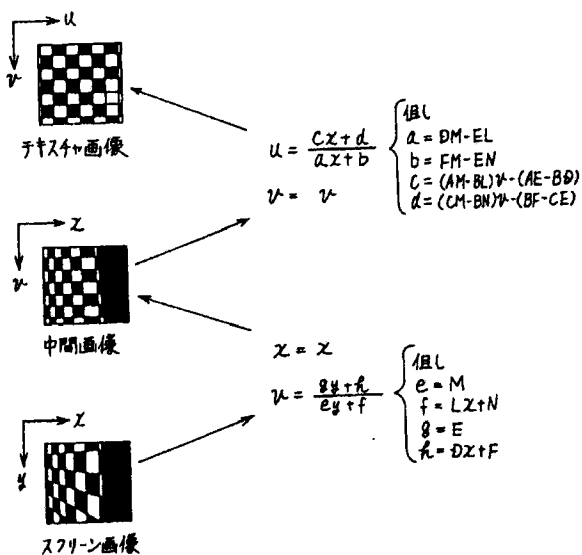 u
v
テキスチャ画像
u = cx+d / ax+b
v = v
但し
a = DM-EL
b = FM-EN
c = (AM-BL)v-(AE-BD)
d = (CM-BN)v-(BF-CE)
x
v
中間画像
x = x
v = gy+h / ey+f
但し
e = M
f = Lx+N
g = E
h = Dx+F
x
y
スクリーン画像